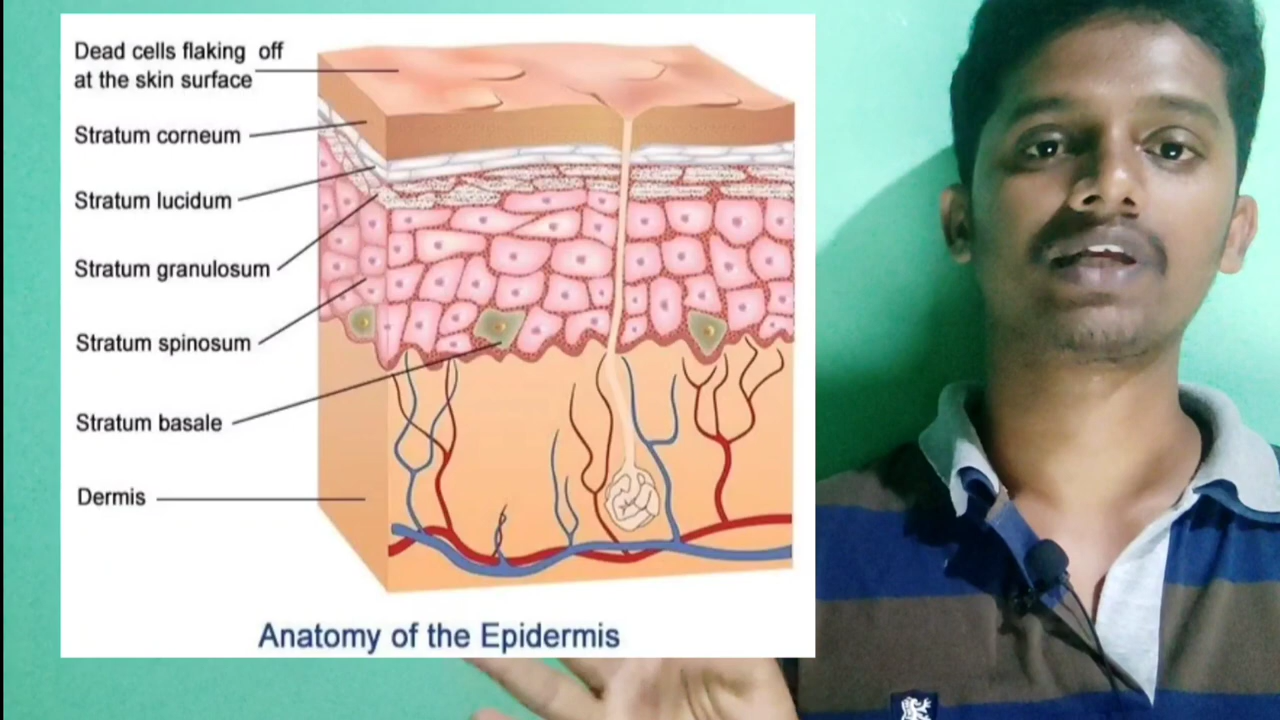 Dead cells flaking off
at the skin surface
Stratum corneum
Stratum lucidum
Stratum granulosum
Stratum spinosum
Stratum basale
Dermis
Anatomy of the Epidermis